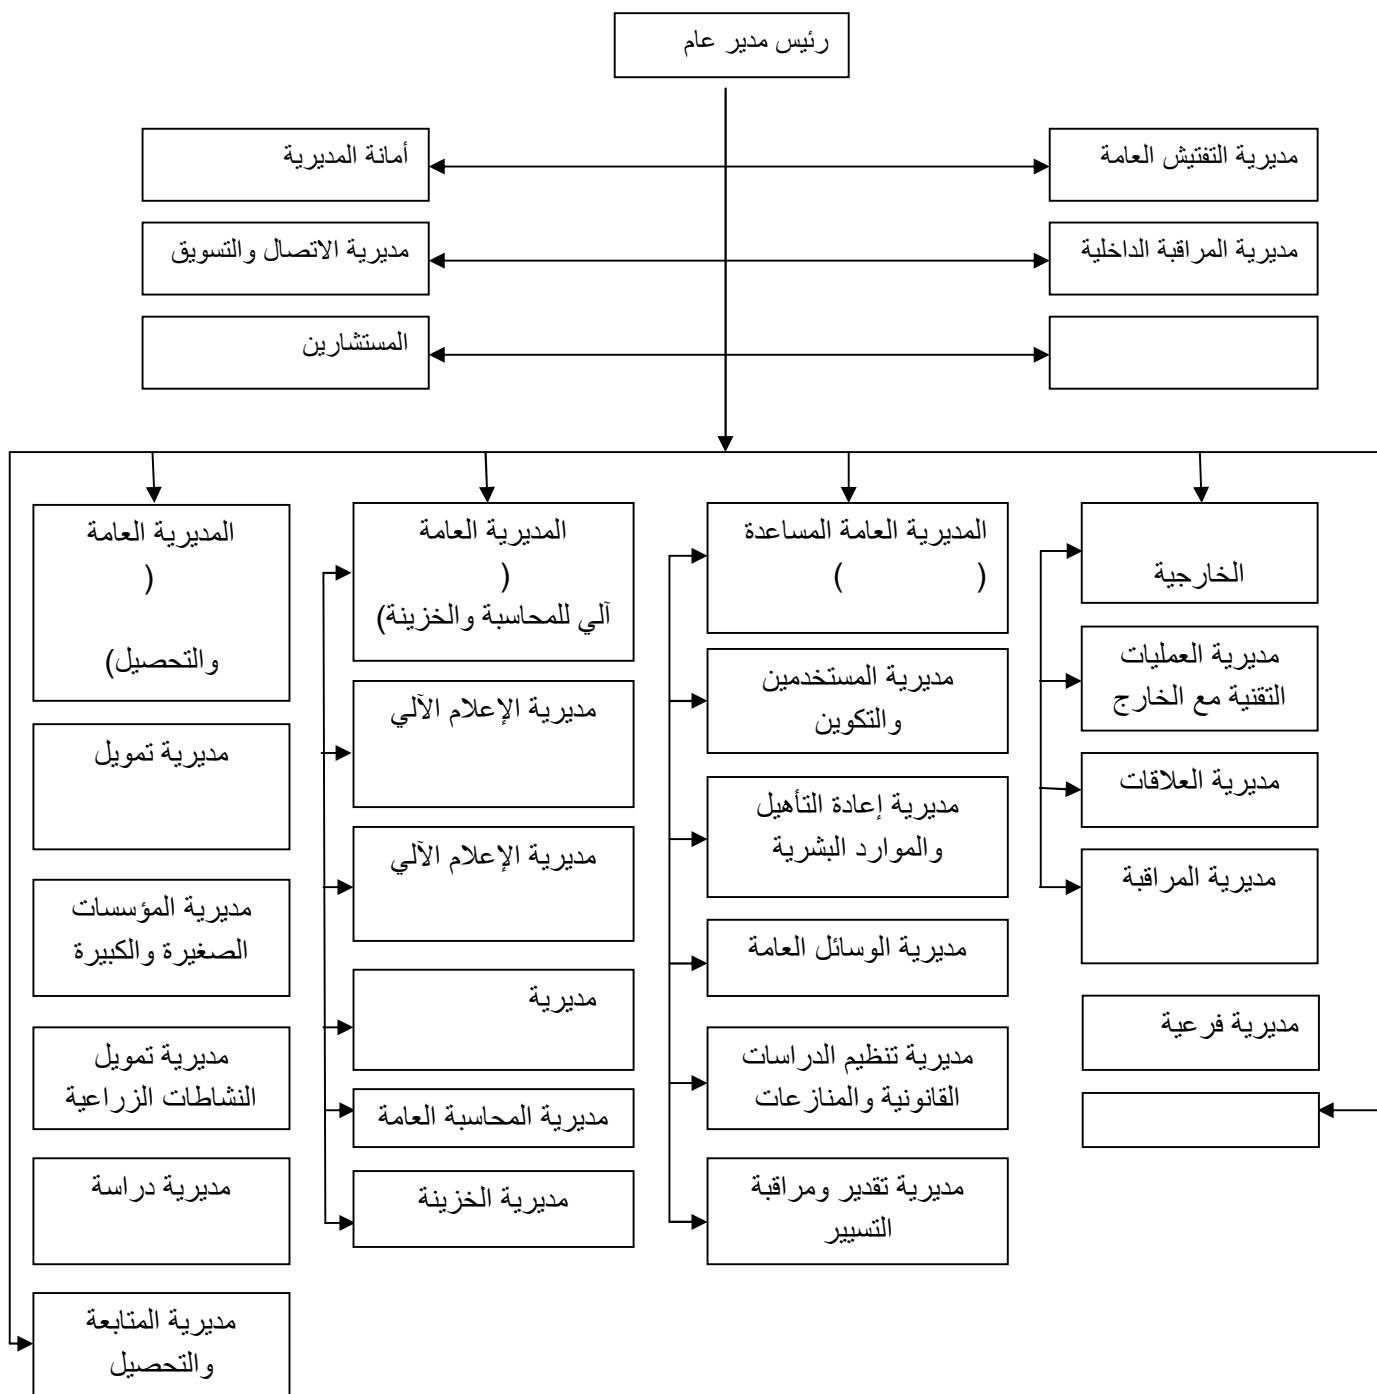 رئيس مدير عام
مديرية التفتيش العامة
أمانة المديرية
مديرية المراقبة الداخلية
مديرية الاتصال والتسويق
المستشارين
الخارجية
مديرية العمليات
التقنية مع الخارج
مديرية العلاقات
مديرية المراقبة
مديرية فرعية
المديرية العامة المساعدة
( )
مديرية المستخدمين
والتكوين
مديرية إعادة التأهيل
والموارد البشرية
مديرية الوسائل العامة
مديرية تنظيم الدراسات
القانونية والمنازعات
مديرية تقدير ومراقبة
التسيير
المديرية العامة
(
آلي للمحاسبة والخزينة)
مديرية الإعلام الآلي
مديرية الإعلام الآلي
مديرية
مديرية المحاسبة العامة
مديرية الخزينة
المديرية العامة
(
والتحصيل)
مديرية تمويل
مديرية المؤسسات
الصغيرة والكبيرة
مديرية تمويل
النشاطات الزراعية
مديرية دراسة
مديرية المتابعة
والتحصيل